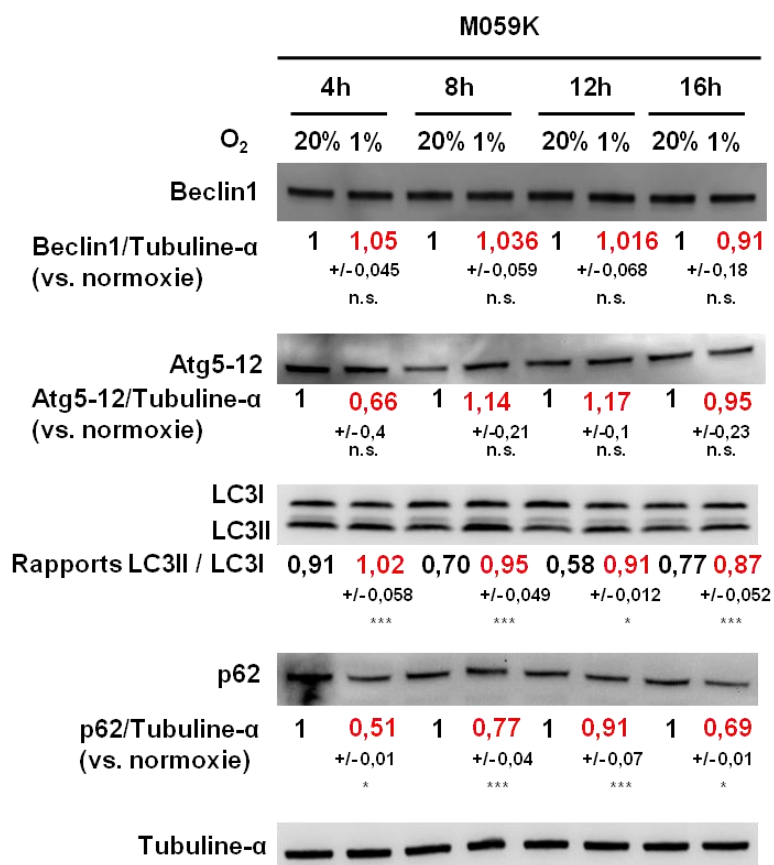 M059K
4h 8h 12h 16h
O₂ 20% 1% 20% 1% 20% 1% 20% 1%
Beclin1
Beclin1/Tubuline-α 1 1,05 1 1,036 1 1,016 1 0,91
(vs. normoxie) +/-0,045 +/-0,059 +/-0,068 +/-0,18
n.s. n.s. n.s. n.s.
Atg5-12
Atg5-12/Tubuline-α 1 0,66 1 1,14 1 1,17 1 0,95
(vs. normoxie) +/-0,4 +/-0,21 +/-0,1 +/-0,23
n.s. n.s. n.s. n.s.
LC3I
LC3II
Rapports LC3II / LC3I 0,91 1,02 0,70 0,95 0,58 0,91 0,77 0,87
+/-0,058 +/-0,049 +/-0,012 +/-0,052
*** *** * ***
p62
p62/Tubuline-α 1 0,51 1 0,77 1 0,91 1 0,69
(vs. normoxie) +/-0,01 +/-0,04 +/-0,07 +/-0,01
* *** *** *
Tubuline-α